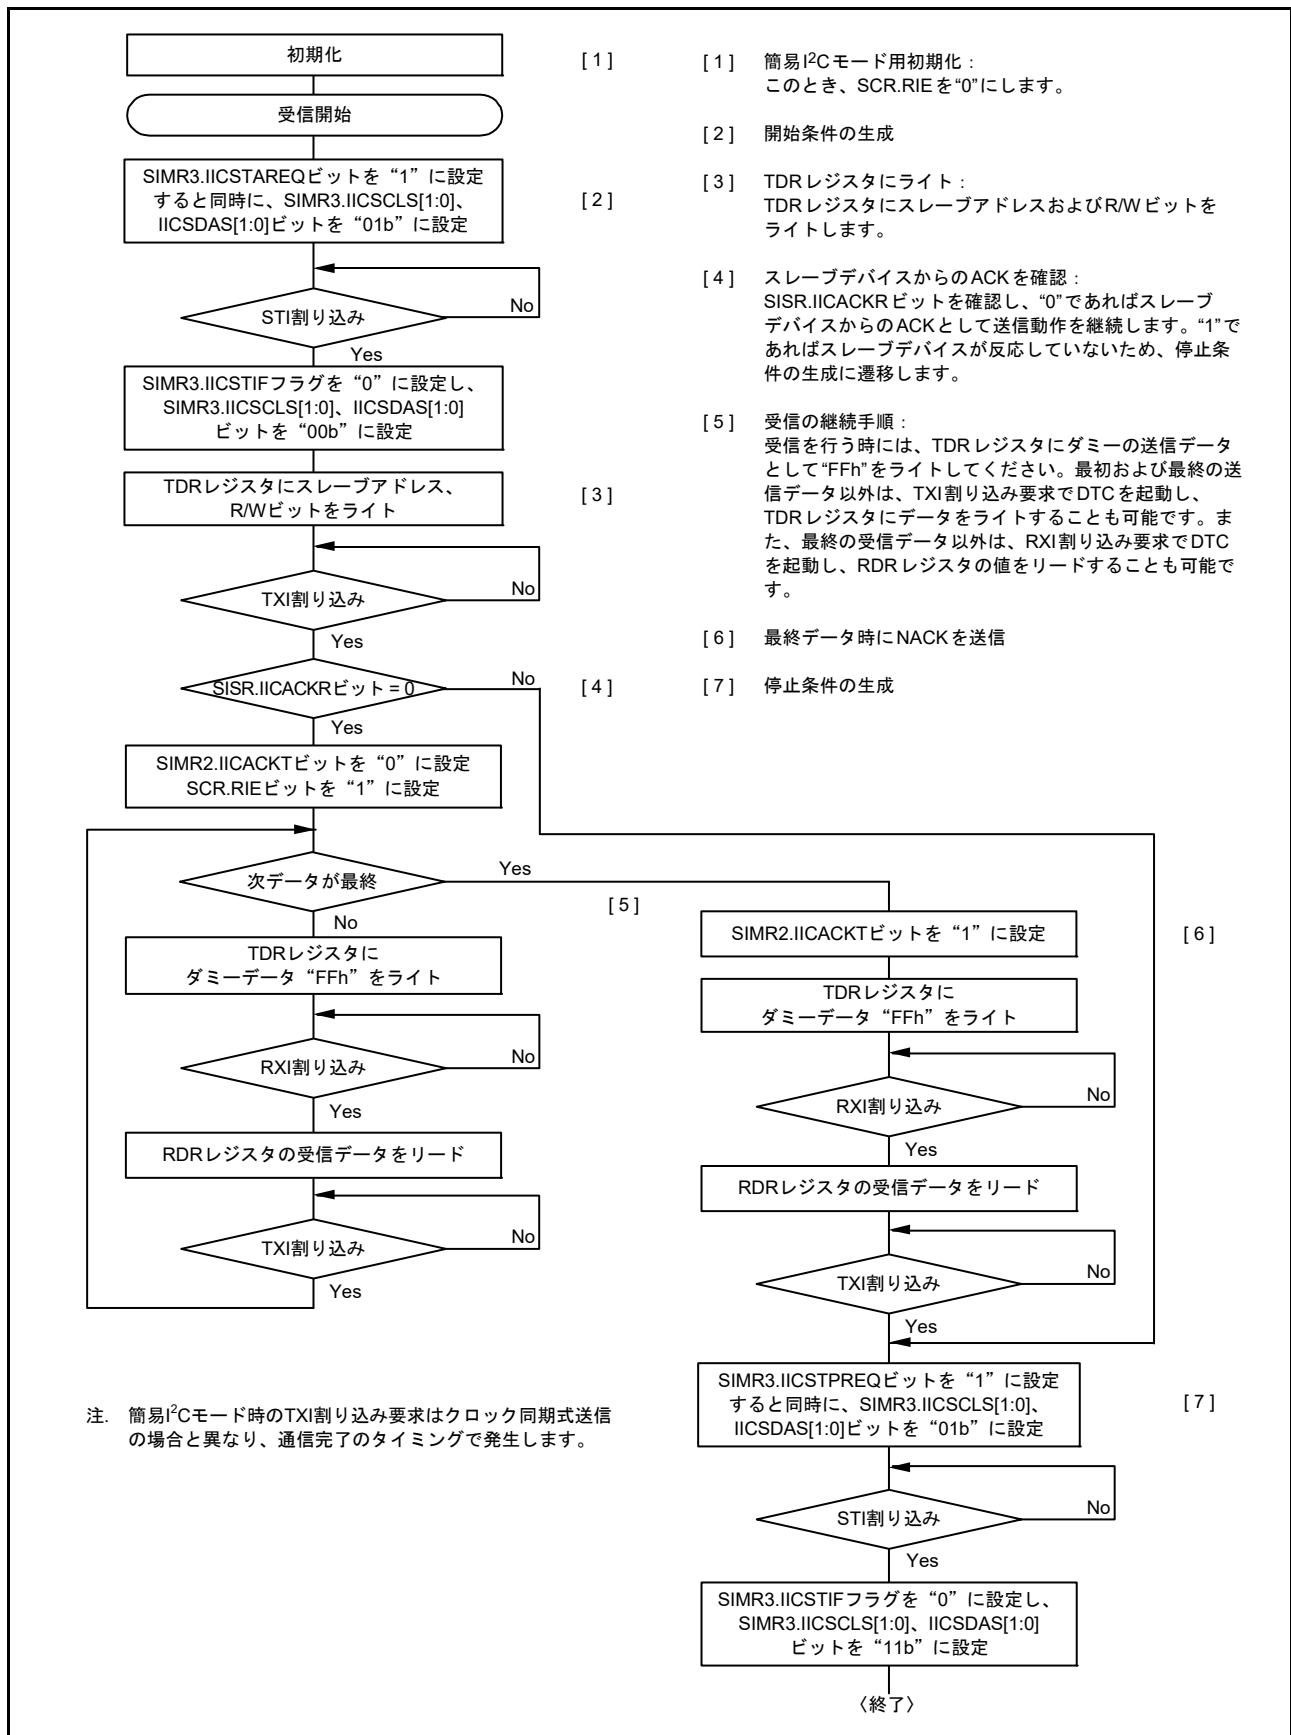 初期化
[ 1 ]
受信開始
SIMR3.IICSTAREQビットを“1”に設定
すると同時に、SIMR3.IICSCLS[1:0]、
IICSDAS[1:0]ビットを“01b”に設定
[ 2 ]
STI割り込み
No
Yes
SIMR3.IICSTIFフラグを“0”に設定し、
SIMR3.IICSCLS[1:0]、IICSDAS[1:0]
ビットを“00b”に設定
TDRレジスタにスレーブアドレス、
R/Wビットをライト
[ 3 ]
TXI割り込み
No
Yes
SISR.IICACKRビット = 0
No
[ 4 ]
Yes
SIMR2.IICACKTビットを“0”に設定
SCR.RIEビットを“1”に設定
次データが最終
Yes
[ 5 ]
No
TDRレジスタに
ダミーデータ“FFh”をライト
RXI割り込み
No
Yes
RDRレジスタの受信データをリード
TXI割り込み
No
Yes
注. 簡易I²Cモード時のTXI割り込み要求はクロック同期式送信
の場合と異なり、通信完了のタイミングで発生します。
[ 1 ] 簡易I²Cモード用初期化：
このとき、SCR.RIEを“0”にします。
[ 2 ] 開始条件の生成
[ 3 ] TDRレジスタにライト：
TDRレジスタにスレーブアドレスおよびR/Wビットを
ライトします。
[ 4 ] スレーブデバイスからのACKを確認：
SISR.IICACKRビットを確認し、“0”であればスレーブ
デバイスからのACKとして送信動作を継続します。“1”で
あればスレーブデバイスが反応していないため、停止条
件の生成に遷移します。
[ 5 ] 受信の継続手順：
受信を行う時には、TDRレジスタにダミーの送信データ
として“FFh”をライトしてください。最初および最終の送
信データ以外は、TXI割り込み要求でDTCを起動し、
TDRレジスタにデータをライトすることも可能です。ま
た、最終の受信データ以外は、RXI割り込み要求でDTC
を起動し、RDRレジスタの値をリードすることも可能で
す。
[ 6 ] 最終データ時にNACKを送信
[ 7 ] 停止条件の生成
SIMR2.IICACKTビットを“1”に設定
[ 6 ]
TDRレジスタに
ダミーデータ“FFh”をライト
RXI割り込み
No
Yes
RDRレジスタの受信データをリード
TXI割り込み
No
Yes
SIMR3.IICSTPREQビットを“1”に設定
すると同時に、SIMR3.IICSCLS[1:0]、
IICSDAS[1:0]ビットを“01b”に設定
[ 7 ]
STI割り込み
No
Yes
SIMR3.IICSTIFフラグを“0”に設定し、
SIMR3.IICSCLS[1:0]、IICSDAS[1:0]
ビットを“11b”に設定
〈終了〉